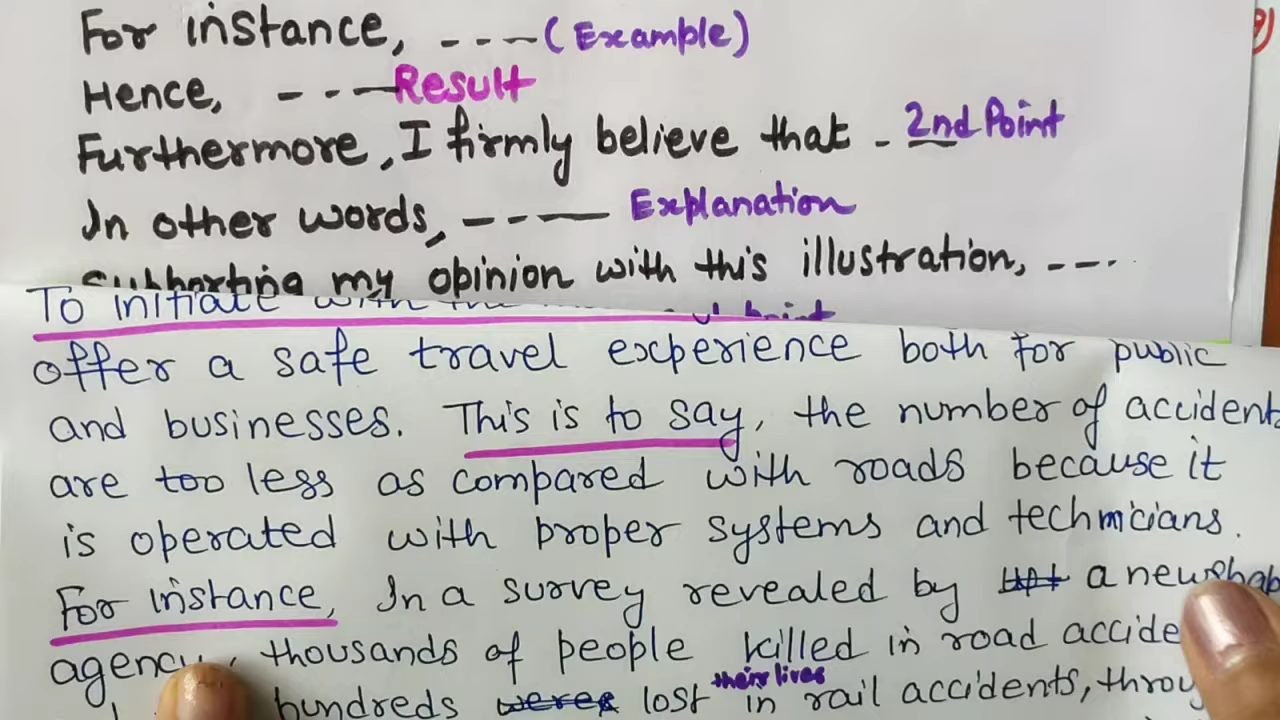 For instance, ---- (Example)
Hence, - - -- Result
Furthermore, I firmly believe that - 2nd Point
In other words, ----- Explanation
Supporting my opinion with this illustration, ---.
To initiate with the
offer a safe travel experience both for public
and businesses. This is to say, the number of accidents
are too less as compared with roads because it
is operated with proper systems and technicians.
For instance, In a survey revealed by a newspap
agency, thousands of people killed in road accide
hundreds were lost their lives in rail accidents, throu